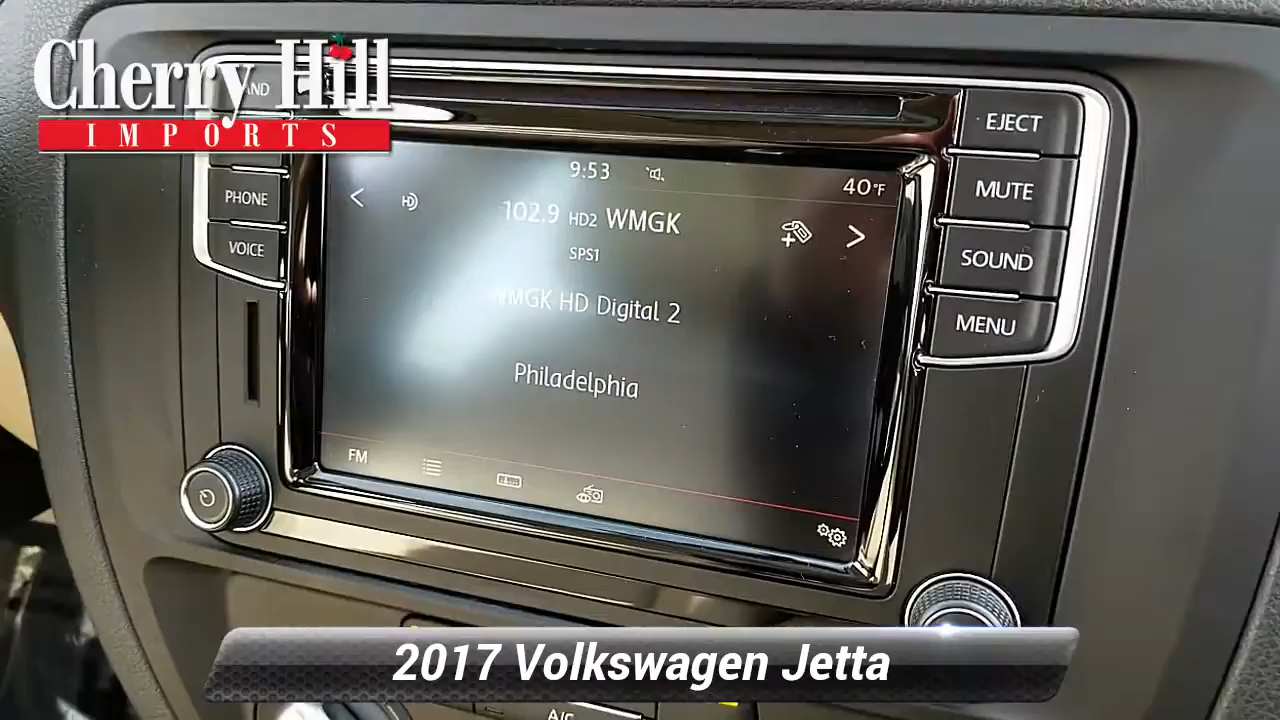 Cherry Hill
IMPORTS
PHONE
VOICE
EJECT
MUTE
SOUND
MENU
9:53
40°F
102.9 HD2 WMGK
SPS1
WMGK HD Digital 2
Philadelphia
FM
2017 Volkswagen Jetta
A/C